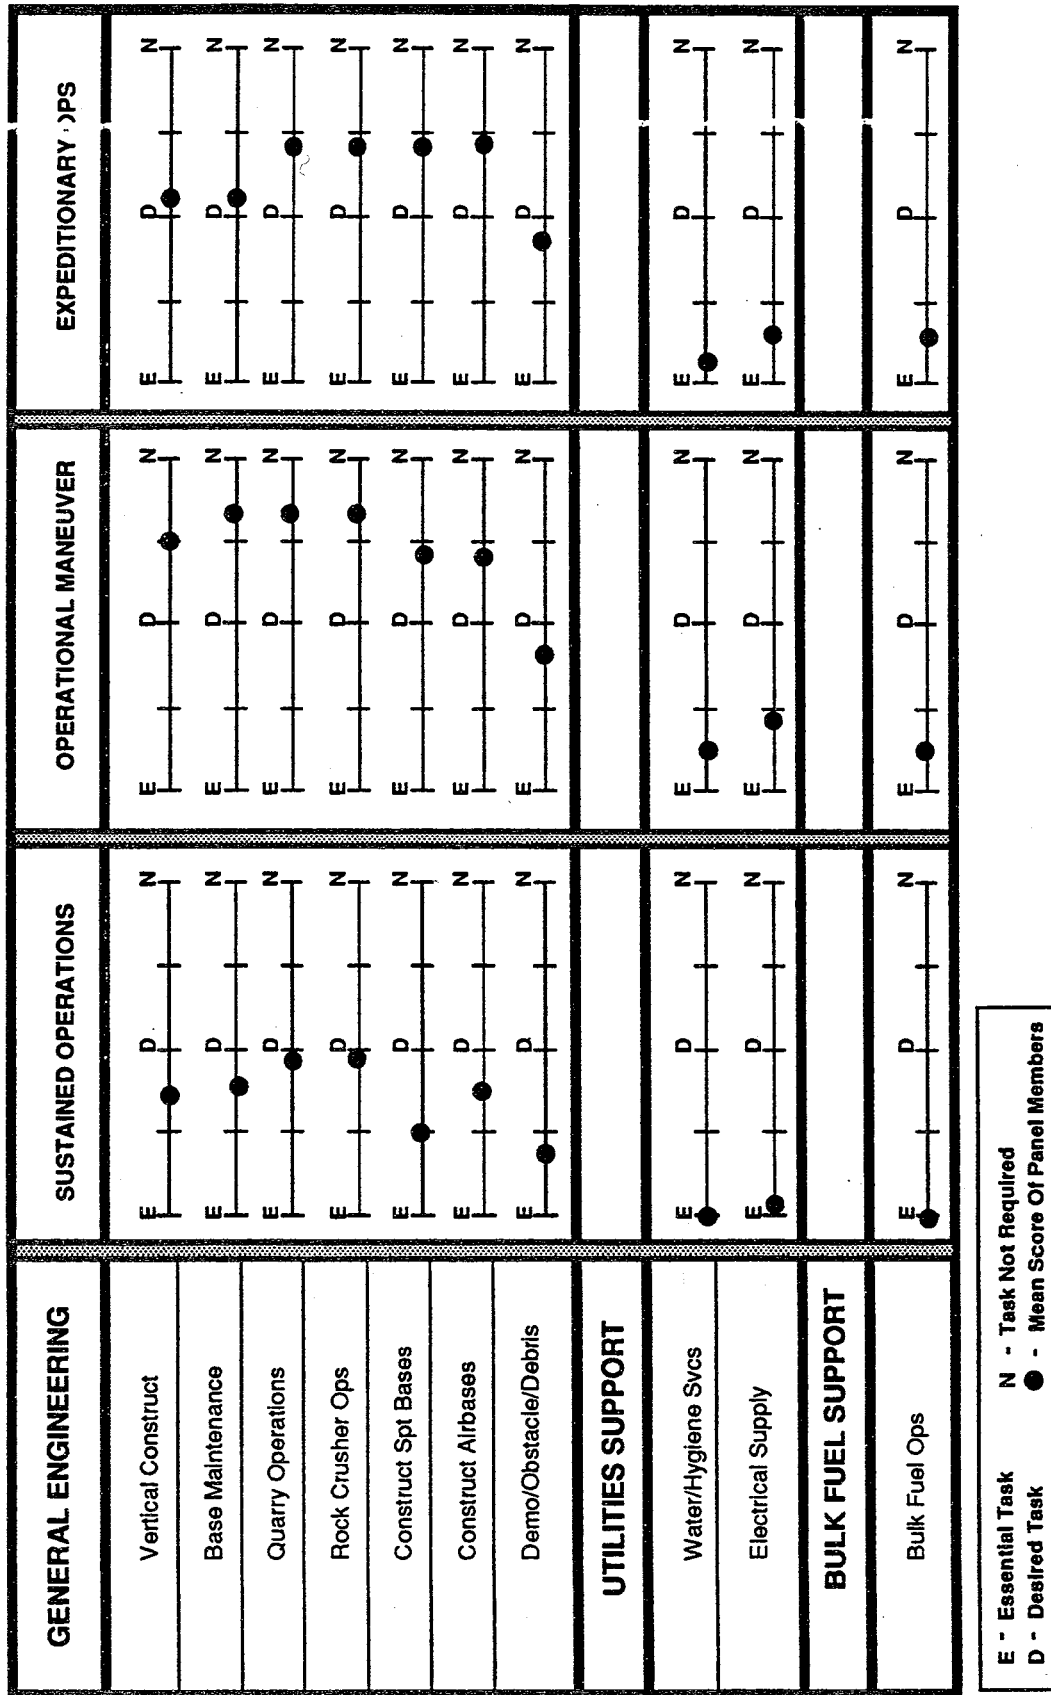 GENERAL ENGINEERING SUSTAINED OPERATIONS OPERATIONAL MANEUVER EXPEDITIONARY OPS
Vertical Construct E D N E D N E D N
Base Maintenance E D N E D N E D N
Quarry Operations E D N E D N E D N
Rock Crusher Ops E D N E D N E D N
Construct Spt Bases E D N E D N E D N
Construct Airbases E D N E D N E D N
Demo/Obstacle/Debris E D N E D N E D N
UTILITIES SUPPORT
Water/Hygiene Svcs E D N E D N E D N
Electrical Supply E D N E D N E D N
BULK FUEL SUPPORT
Bulk Fuel Ops E D N E D N E D N
E - Essential Task N - Task Not Required
D - Desired Task ● - Mean Score Of Panel Members